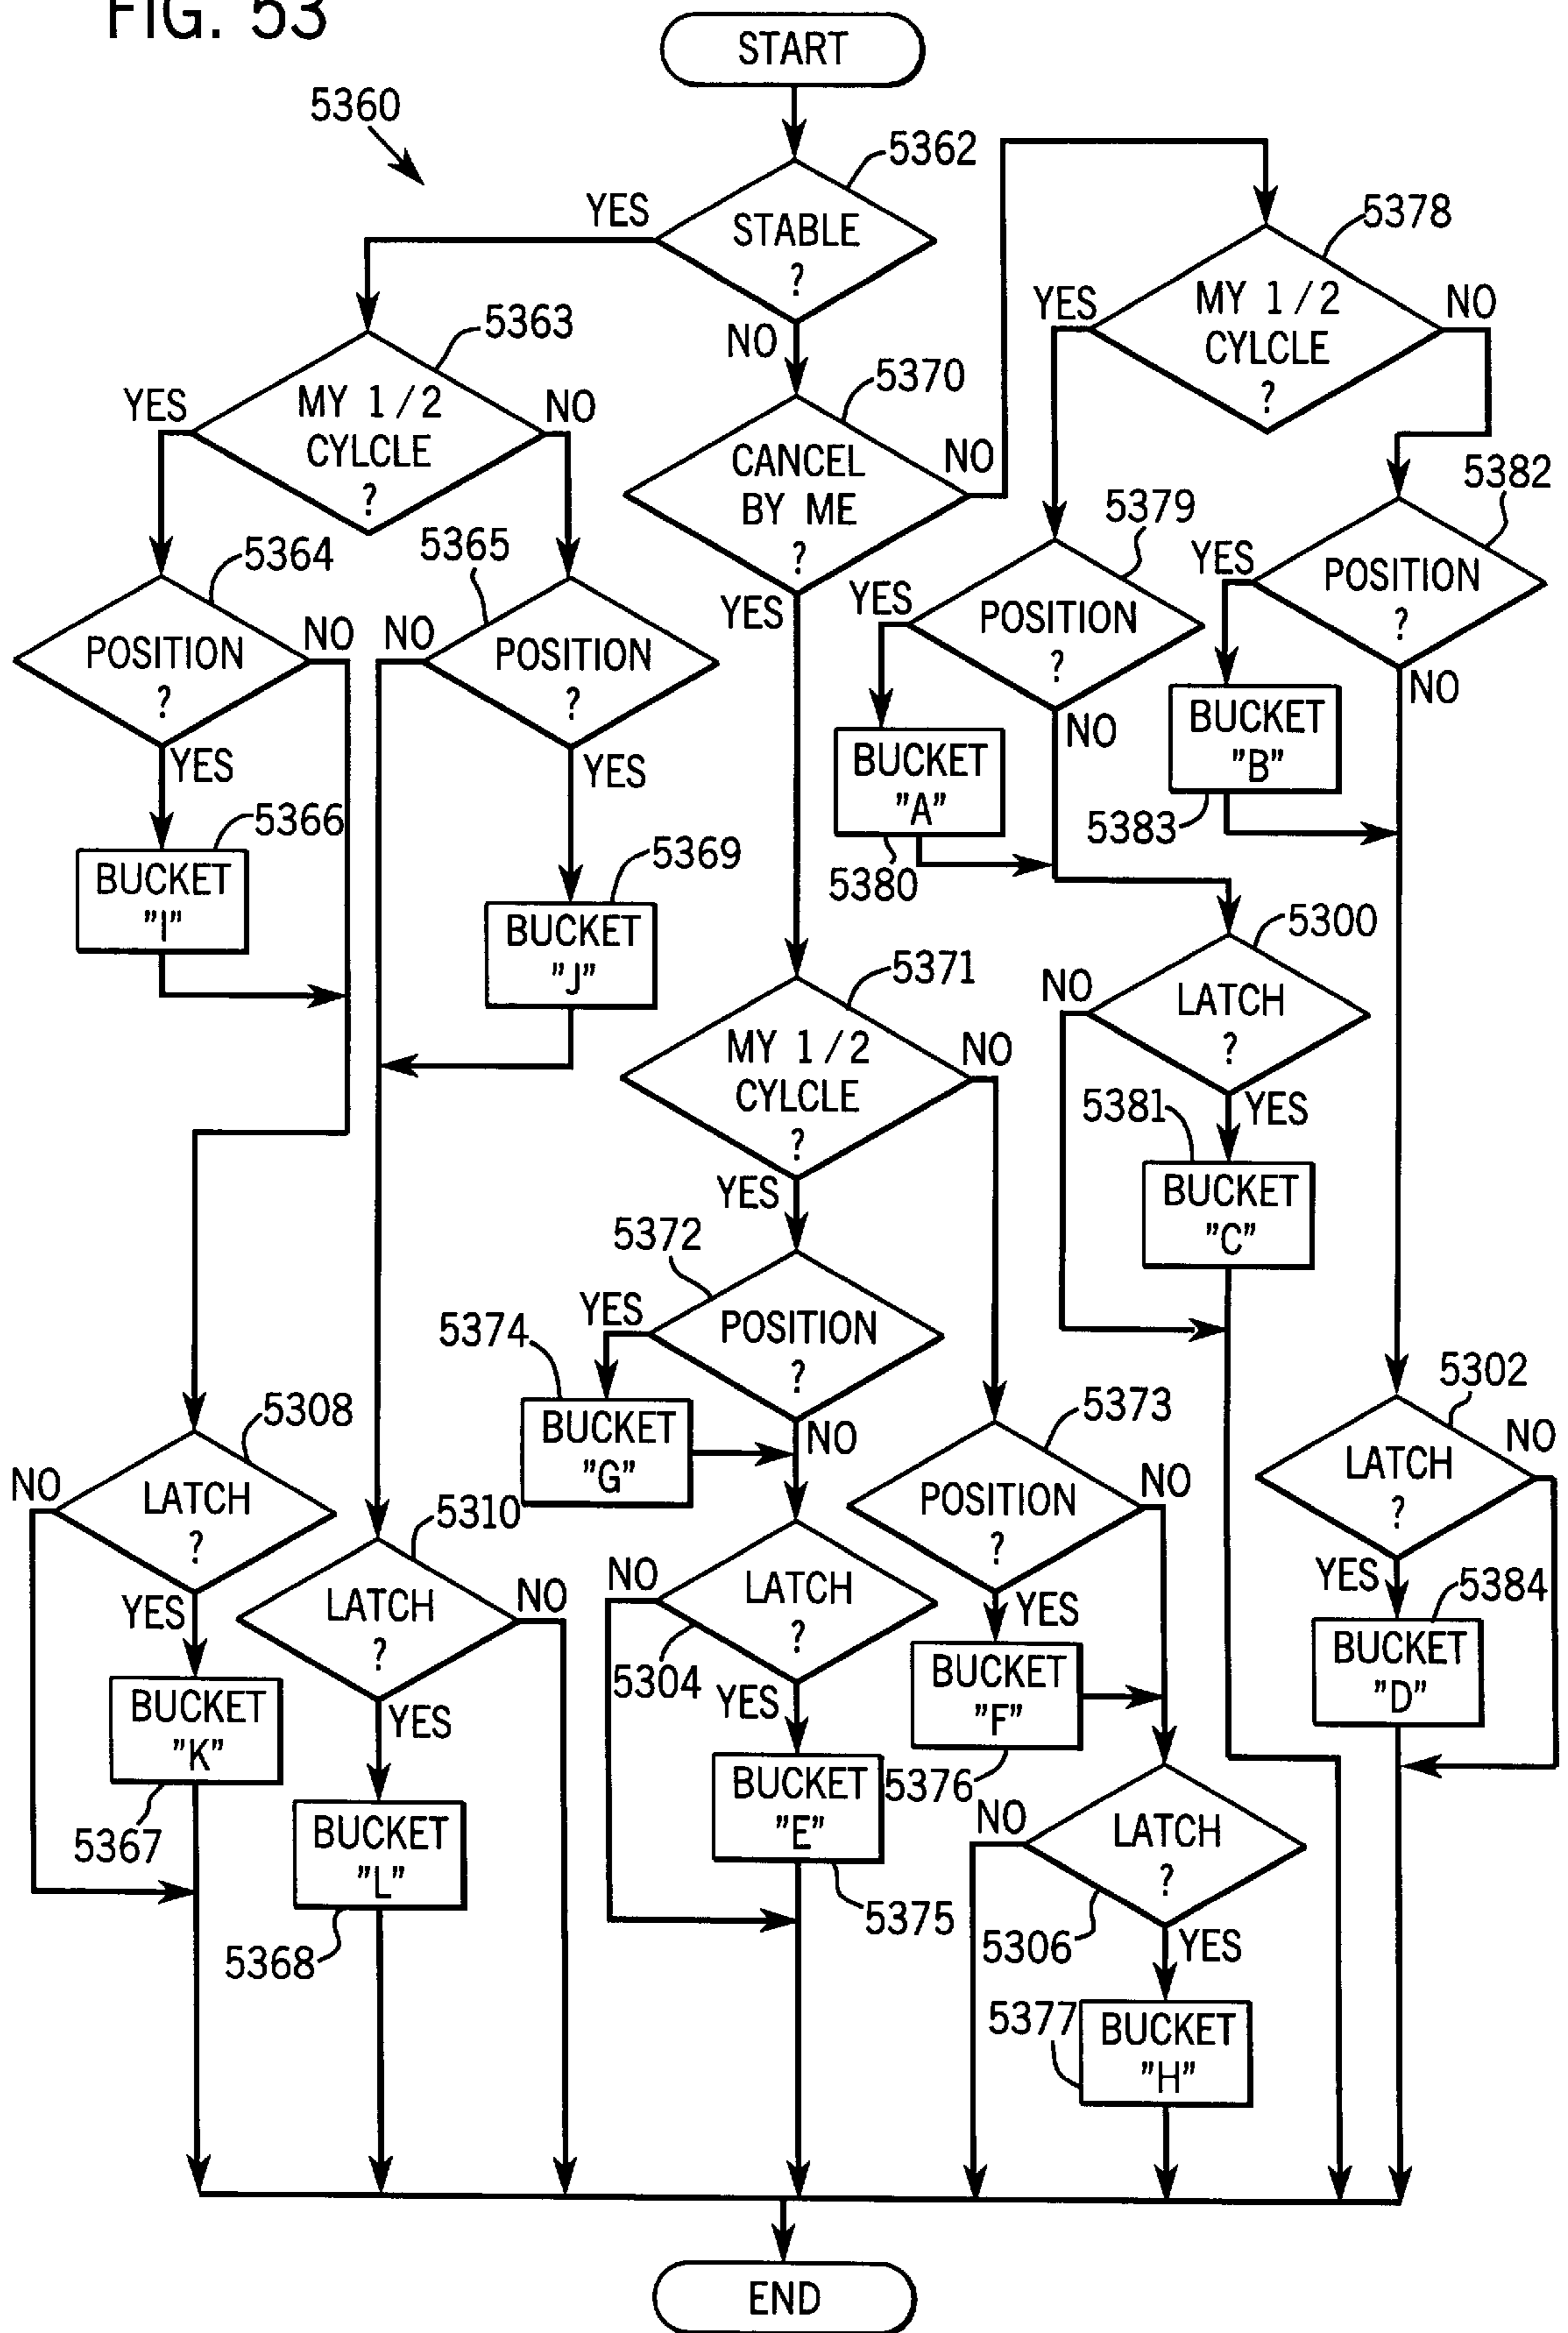 FIG. 53
START
5360
5362
YES
STABLE
?
5378
NO
5363
YES
MY 1/2
CYLCLE
?
NO
5370
CANCEL
BY ME
?
NO
YES
MY 1/2
CYLCLE
?
NO
YES
5364
5365
5379
5382
POSITION
?
NO
YES
NO
POSITION
?
YES
YES
POSITION
?
NO
YES
POSITION
?
NO
5366
BUCKET
"I"
5369
BUCKET
"J"
BUCKET
"A"
5380
BUCKET
"B"
5383
5371
MY 1/2
CYLCLE
?
NO
YES
5300
NO
LATCH
?
YES
5381
BUCKET
"C"
5372
YES
POSITION
?
NO
5374
BUCKET
"G"
5373
POSITION
?
NO
YES
5302
LATCH
?
NO
YES
5384
BUCKET
"D"
5308
NO
LATCH
?
YES
BUCKET
"K"
5367
5310
LATCH
?
NO
YES
BUCKET
"L"
5368
NO
LATCH
?
5304
YES
BUCKET
"E"
5375
BUCKET
"F"
5376
NO
LATCH
?
5306
YES
5377
BUCKET
"H"
END